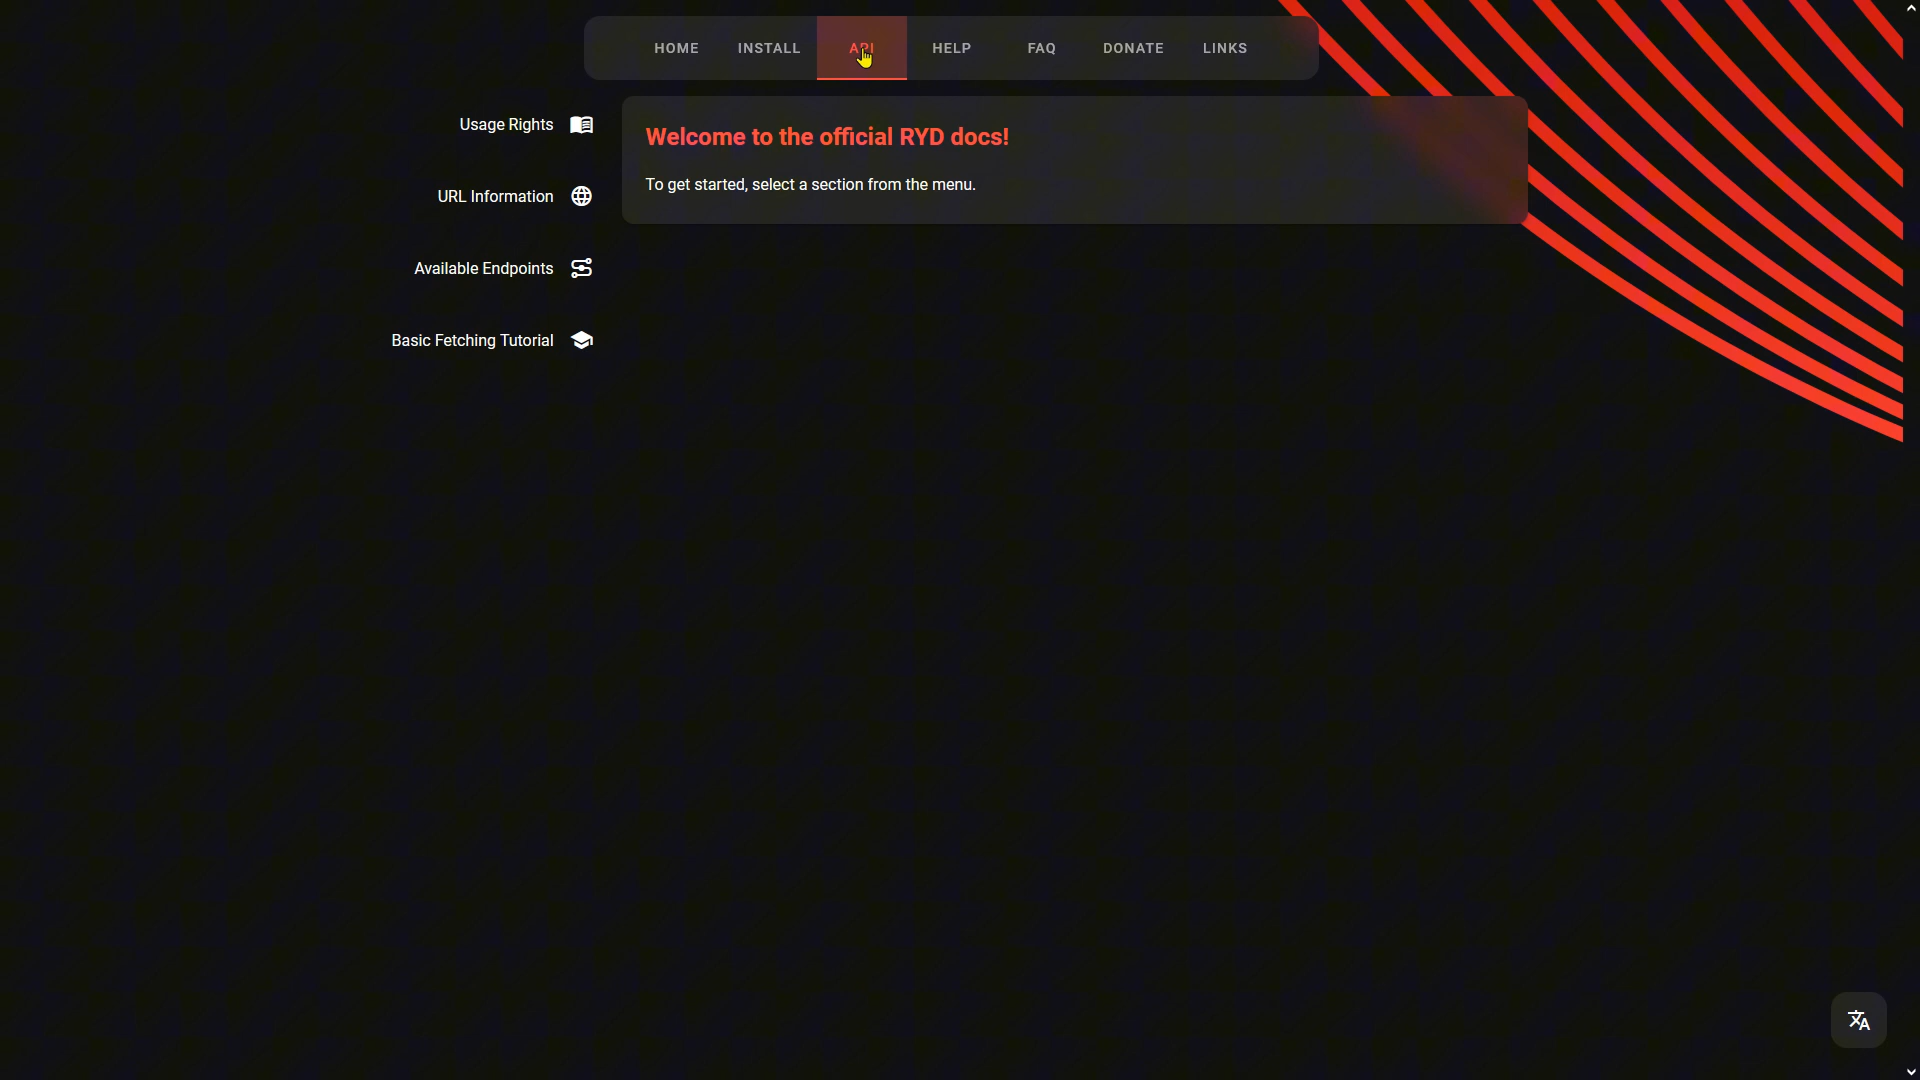 HOME
INSTALL
API
HELP
FAQ
DONATE
LINKS
Usage Rights
URL Information
Available Endpoints
Basic Fetching Tutorial
Welcome to the official RYD docs!
To get started, select a section from the menu.